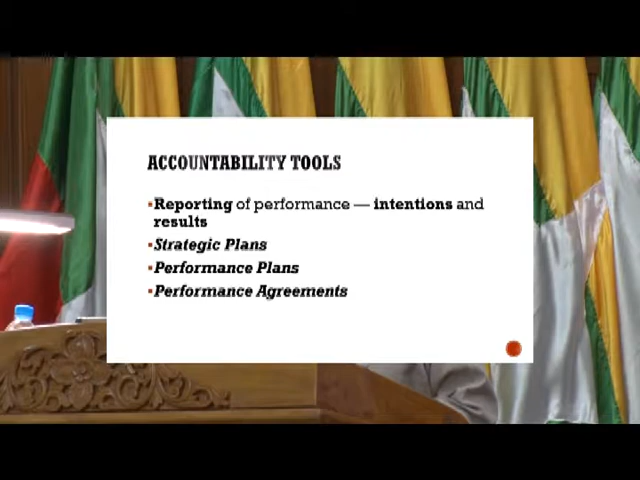 ACCOUNTABILITY TOOLS
▪Reporting of performance — intentions and
results
▪Strategic Plans
▪Performance Plans
▪Performance Agreements